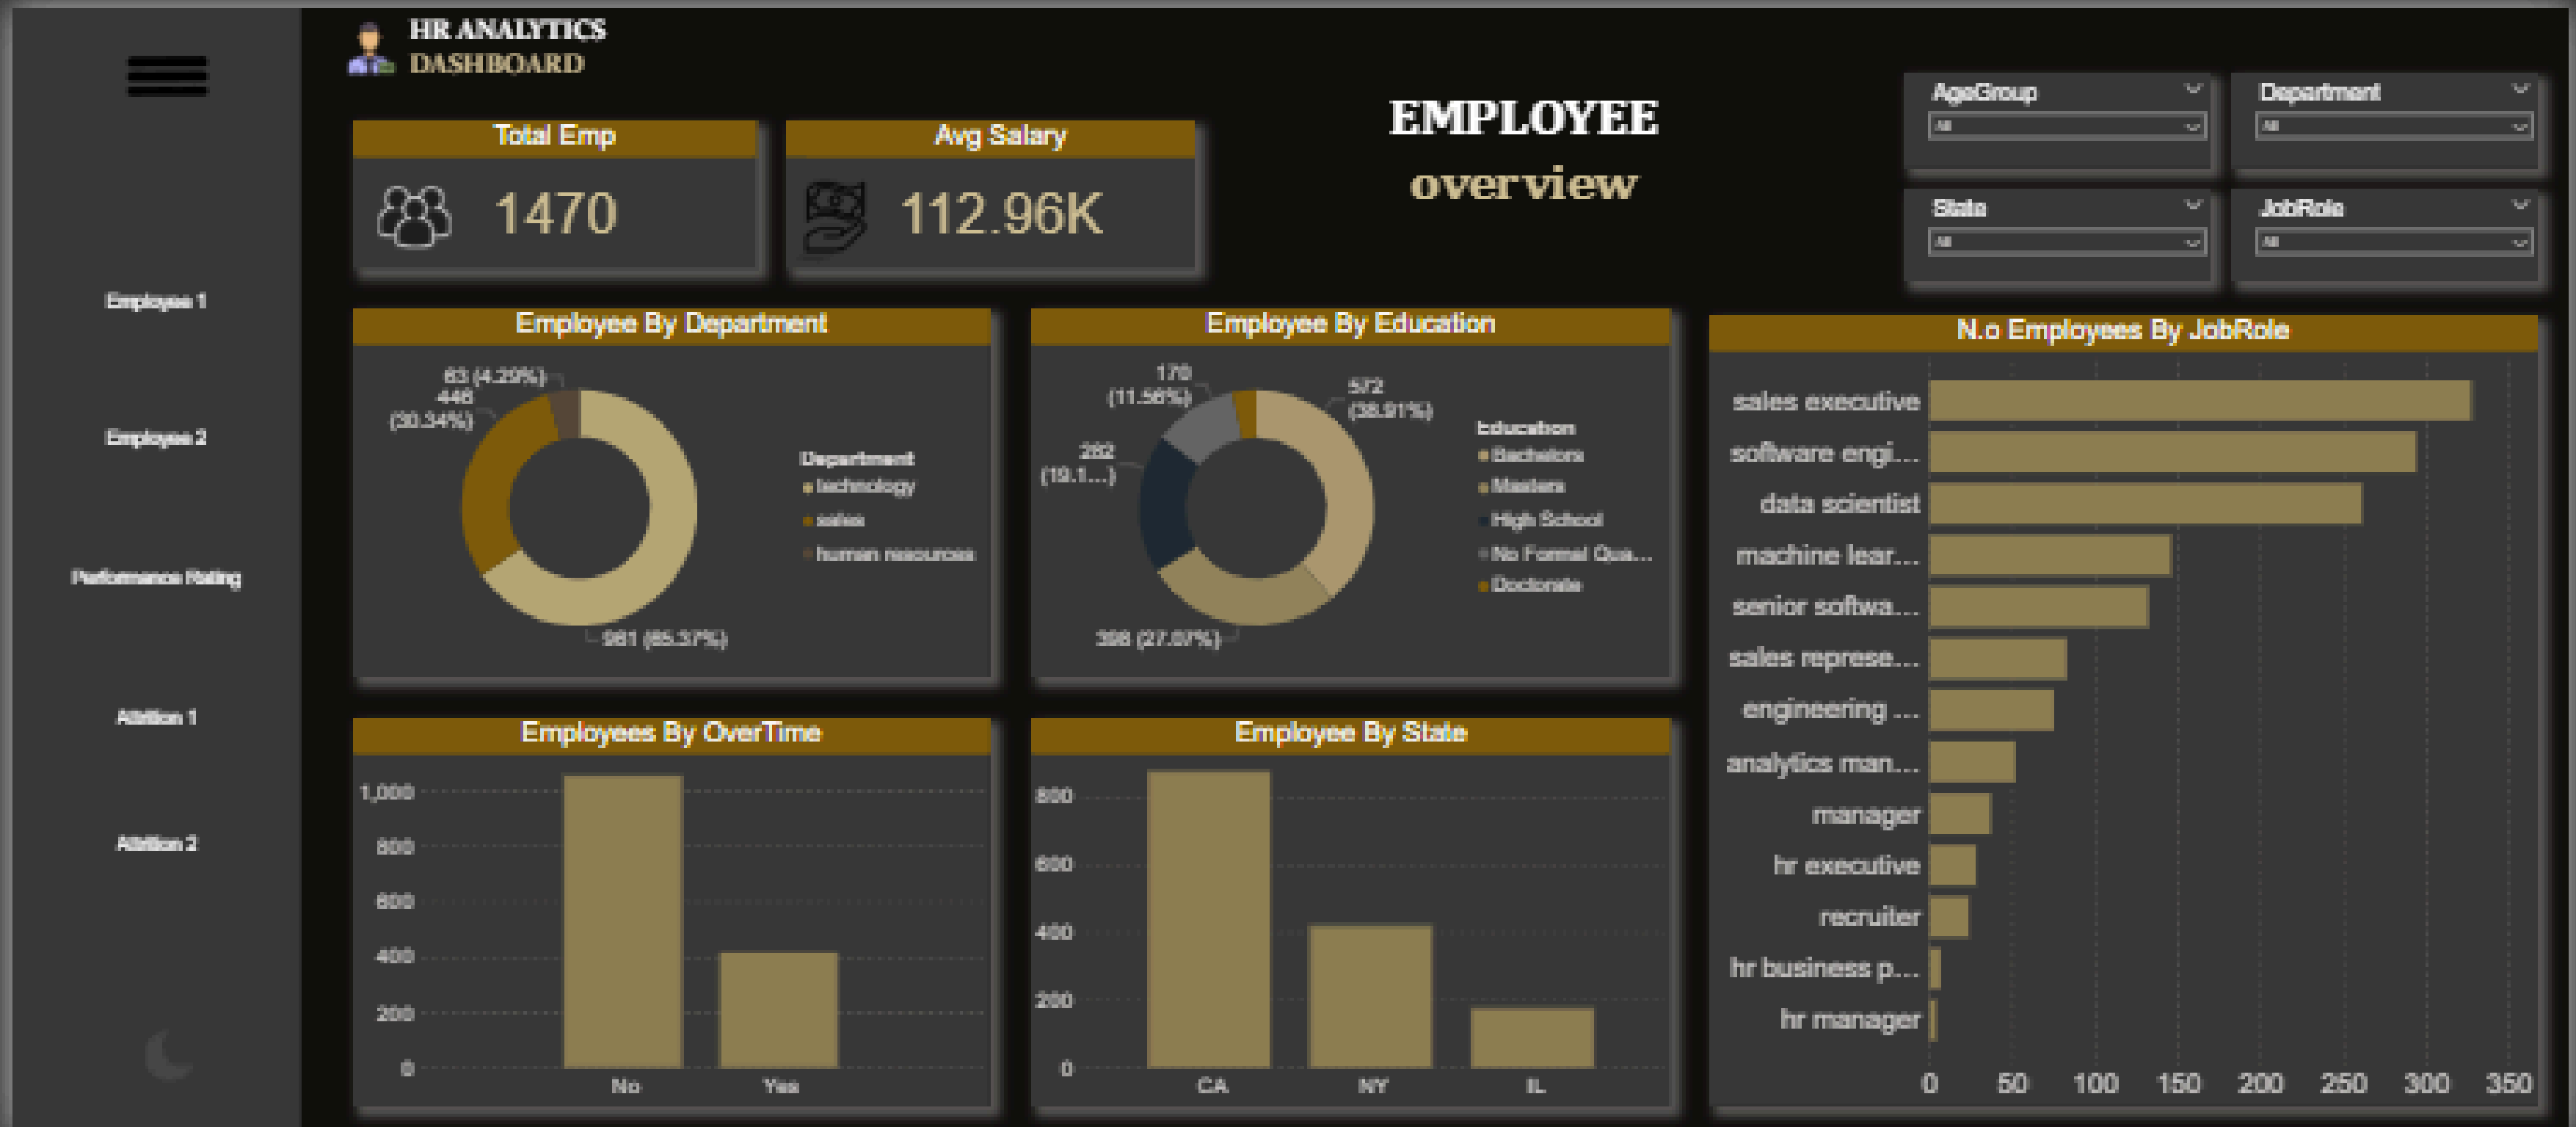 HR ANALYTICS
DASHBOARD
EMPLOYEE
overview
AgeGroup
All
Department
All
State
All
JobRole
All
Total Emp
1470
Avg Salary
112.96K
Employee 1
Employee 2
Performance Rating
Attrition 1
Attrition 2
Employee By Department
63 (4.29%)
446
(30.34%)
961 (65.37%)
Department
technology
sales
human resources
Employee By Education
170
(11.56%)
572
(38.91%)
282
(19.1...)
398 (27.07%)
Education
Bachelors
Masters
High School
No Formal Qua...
Doctorate
N.o Employees By JobRole
sales executive
software engi...
data scientist
machine lear...
senior softwa...
sales represe...
engineering ...
analytics man...
manager
hr executive
recruiter
hr business p...
hr manager
0 50 100 150 200 250 300 350
Employees By OverTime
1,000
800
600
400
200
0
No Yes
Employee By State
800
600
400
200
0
CA NY IL